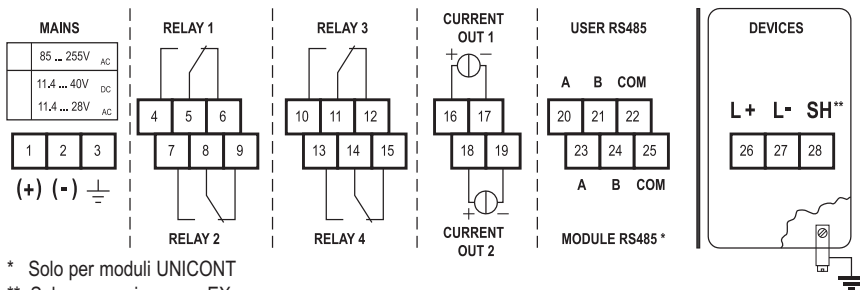 MAINS
85 ... 255V AC
11.4 ... 40V DC
11.4 ... 28V AC
1 2 3
(+) (-)
RELAY 1
4 5 6
7 8 9
RELAY 2
RELAY 3
10 11 12
13 14 15
RELAY 4
CURRENT
OUT 1
+ -
16 17
18 19
+ -
CURRENT
OUT 2
USER RS485
A B COM
20 21 22
23 24 25
A B COM
MODULE RS485 *
DEVICES
L+ L- SH**
26 27 28
* Solo per moduli UNICONT